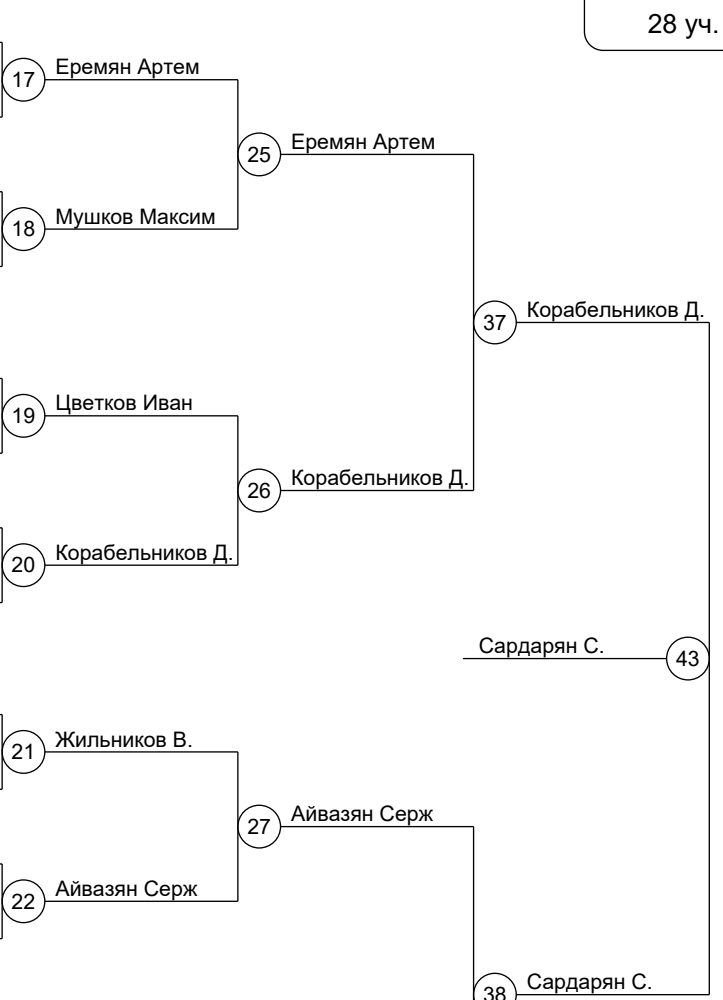 28 уч.
17 Еремян Артем
25 Еремян Артем
18 Мушков Максим
37 Корабельников Д.
19 Цветков Иван
26 Корабельников Д.
20 Корабельников Д.
Сардарян С. 43
21 Жильников В.
27 Айвазян Серж
22 Айвазян Серж
38 Сардарян С.